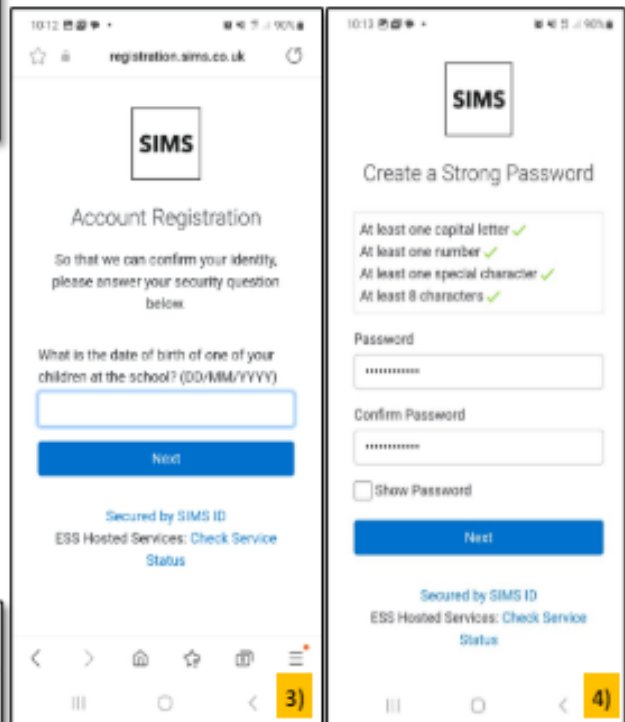 10:12
90%
registration.sims.co.uk
SIMS
Account Registration
So that we can confirm your identity,
please answer your security question
below.
What is the date of birth of one of your
children at the school? (DD/MM/YYYY)
Next
Secured by SIMS ID
ESS Hosted Services: Check Service
Status
3)
10:13
90%
SIMS
Create a Strong Password
At least one capital letter ✓
At least one number ✓
At least one special character ✓
At least 8 characters ✓
Password
••••••••••••
Confirm Password
••••••••••••
Show Password
Next
Secured by SIMS ID
ESS Hosted Services: Check Service
Status
4)